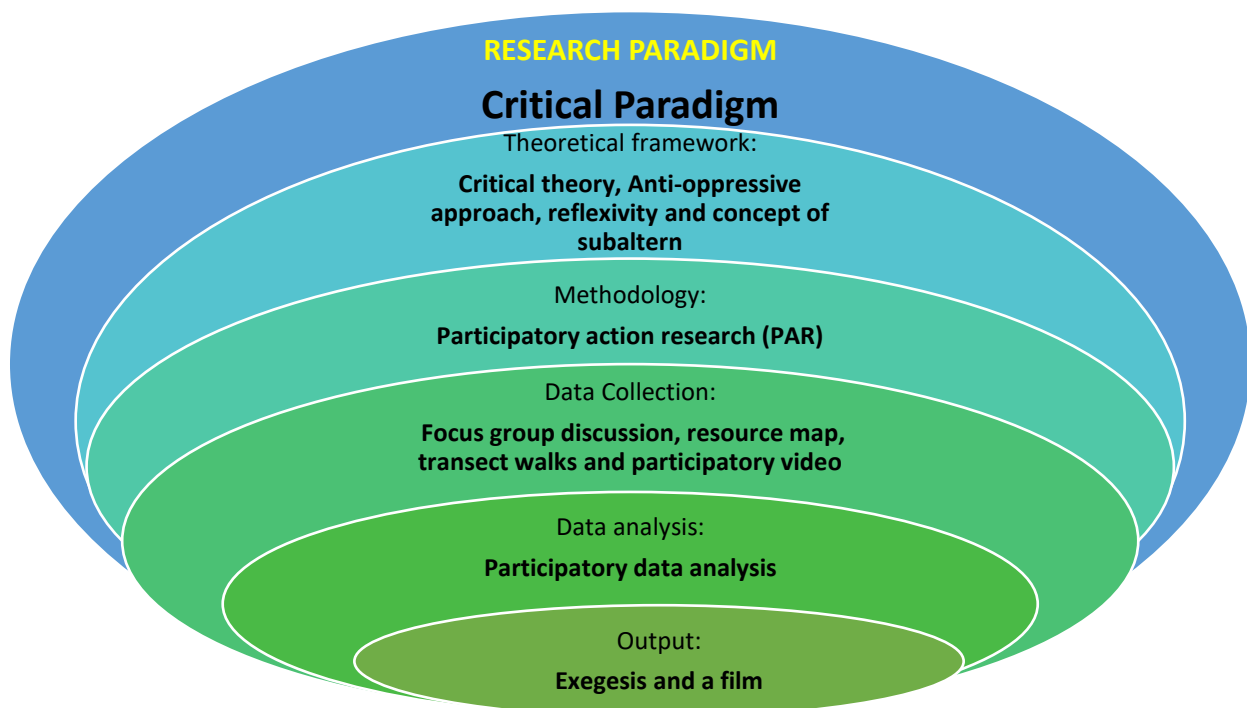 RESEARCH PARADIGM
Critical Paradigm
Theoretical framework:
Critical theory, Anti-oppressive
approach, reflexivity and concept of
subaltern
Methodology:
Participatory action research (PAR)
Data Collection:
Focus group discussion, resource map,
transect walks and participatory video
Data analysis:
Participatory data analysis
Output:
Exegesis and a film